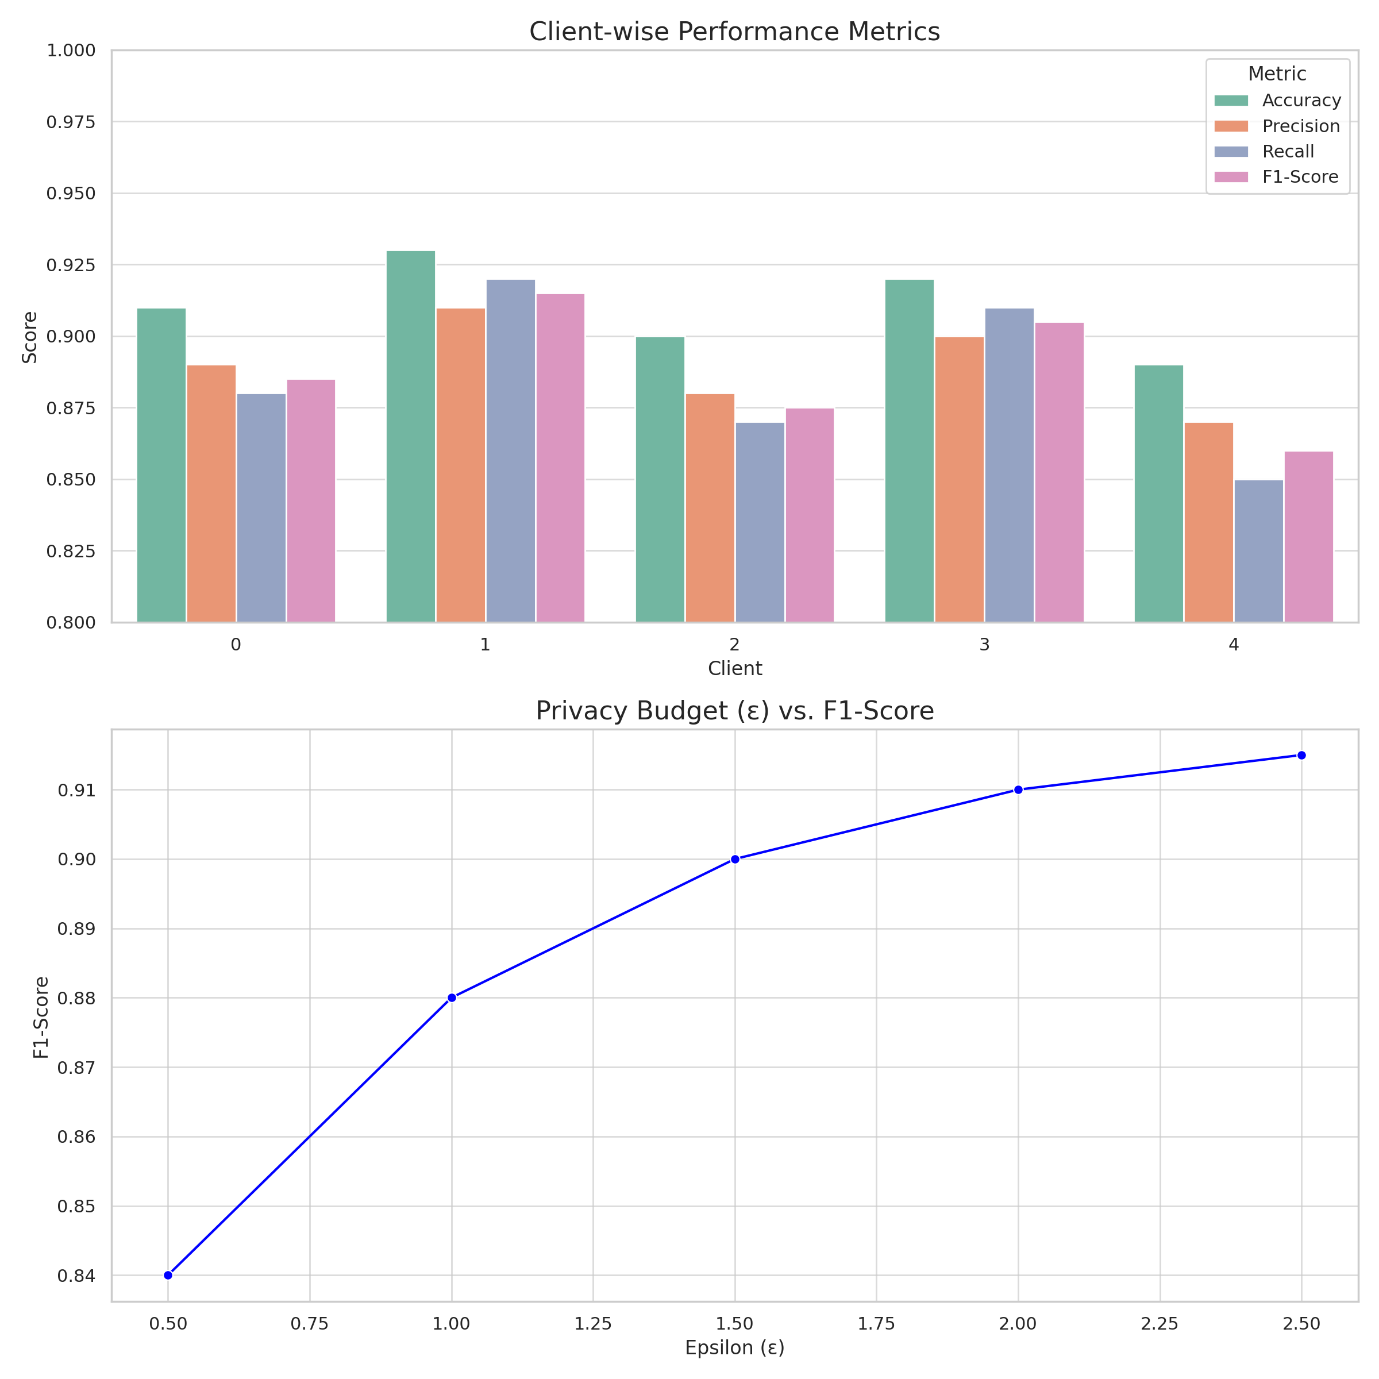 Client-wise Performance Metrics
1.000
0.975
0.950
0.925
0.900
0.875
0.850
0.825
0.800
Score
Metric
Accuracy
Precision
Recall
F1-Score
0 1 2 3 4
Client
Privacy Budget (ε) vs. F1-Score
0.91
0.90
0.89
0.88
0.87
0.86
0.85
0.84
F1-Score
0.50 0.75 1.00 1.25 1.50 1.75 2.00 2.25 2.50
Epsilon (ε)